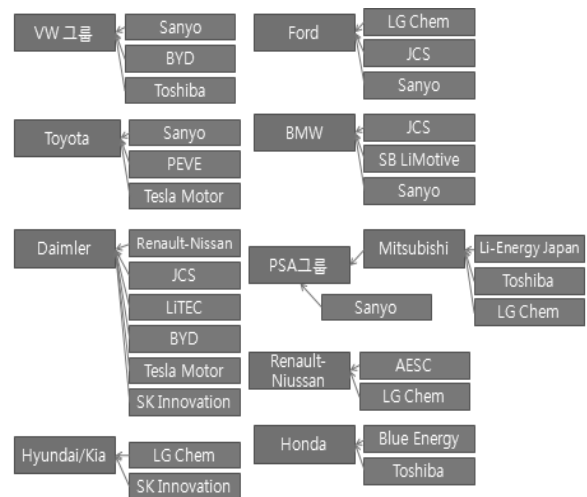 VW 그룹
Sanyo
BYD
Toshiba
Ford
LG Chem
JCS
Sanyo
Toyota
Sanyo
PEVE
Tesla Motor
BMW
JCS
SB LiMotive
Sanyo
Daimler
Renault-Nissan
JCS
LiTEC
BYD
Tesla Motor
SK Innovation
PSA그룹
Mitsubishi
Li-Energy Japan
Toshiba
LG Chem
Sanyo
Renault-
Niussan
AESC
LG Chem
Hyundai/Kia
LG Chem
SK Innovation
Honda
Blue Energy
Toshiba